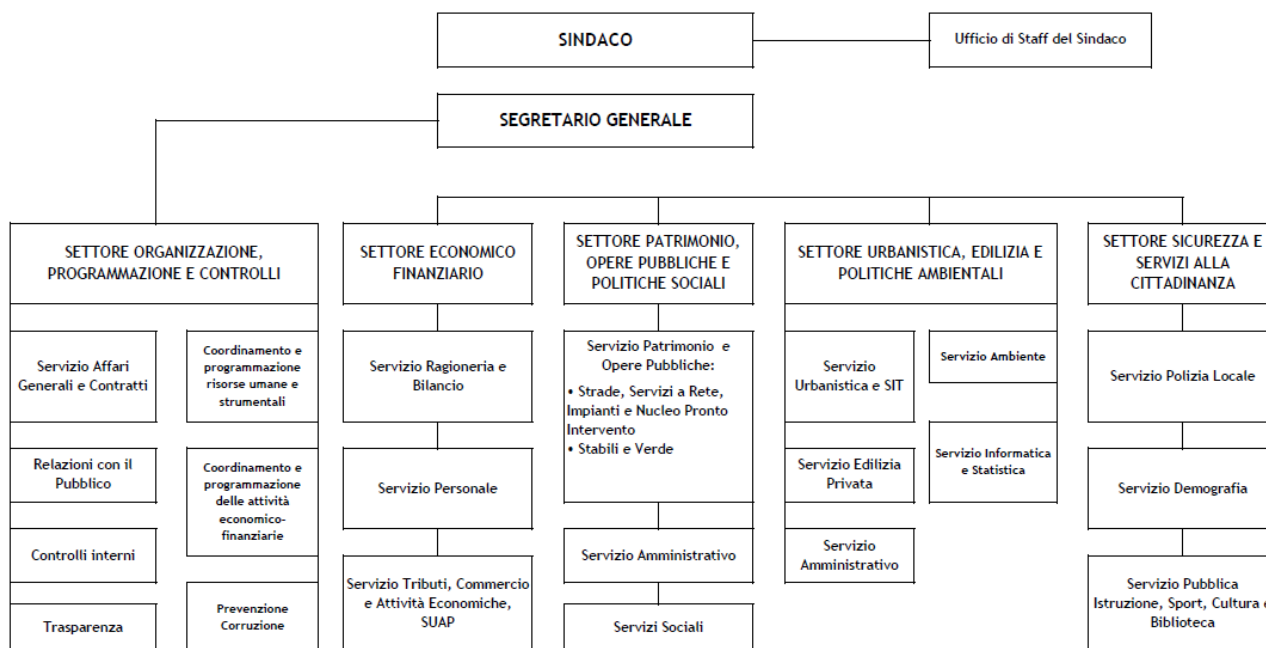 SINDACO
Ufficio di Staff del Sindaco
SEGRETARIO GENERALE
SETTORE ORGANIZZAZIONE,
PROGRAMMAZIONE E CONTROLLI
Servizio Affari
Generali e Contratti
Relazioni con il
Pubblico
Controlli interni
Trasparenza
Coordinamento e
programmazione
risorse umane e
strumentali
Coordinamento e
programmazione
delle attività
economico-
finanziarie
Prevenzione
Corruzione
SETTORE ECONOMICO
FINANZIARIO
Servizio Ragioneria e
Bilancio
Servizio Personale
Servizio Tributi, Commercio
e Attività Economiche,
SUAP
SETTORE PATRIMONIO,
OPERE PUBBLICHE E
POLITICHE SOCIALI
Servizio Patrimonio e
Opere Pubbliche:
• Strade, Servizi a Rete,
Impianti e Nucleo Pronto
Intervento
• Stabili e Verde
Servizio Amministrativo
Servizi Sociali
SETTORE URBANISTICA, EDILIZIA E
POLITICHE AMBIENTALI
Servizio
Urbanistica e SIT
Servizio Edilizia
Privata
Servizio
Amministrativo
Servizio Ambiente
Servizio Informatica
e Statistica
SETTORE SICUREZZA E
SERVIZI ALLA
CITTADINANZA
Servizio Polizia Locale
Servizio Demografia
Servizio Pubblica
Istruzione, Sport, Cultura e
Biblioteca